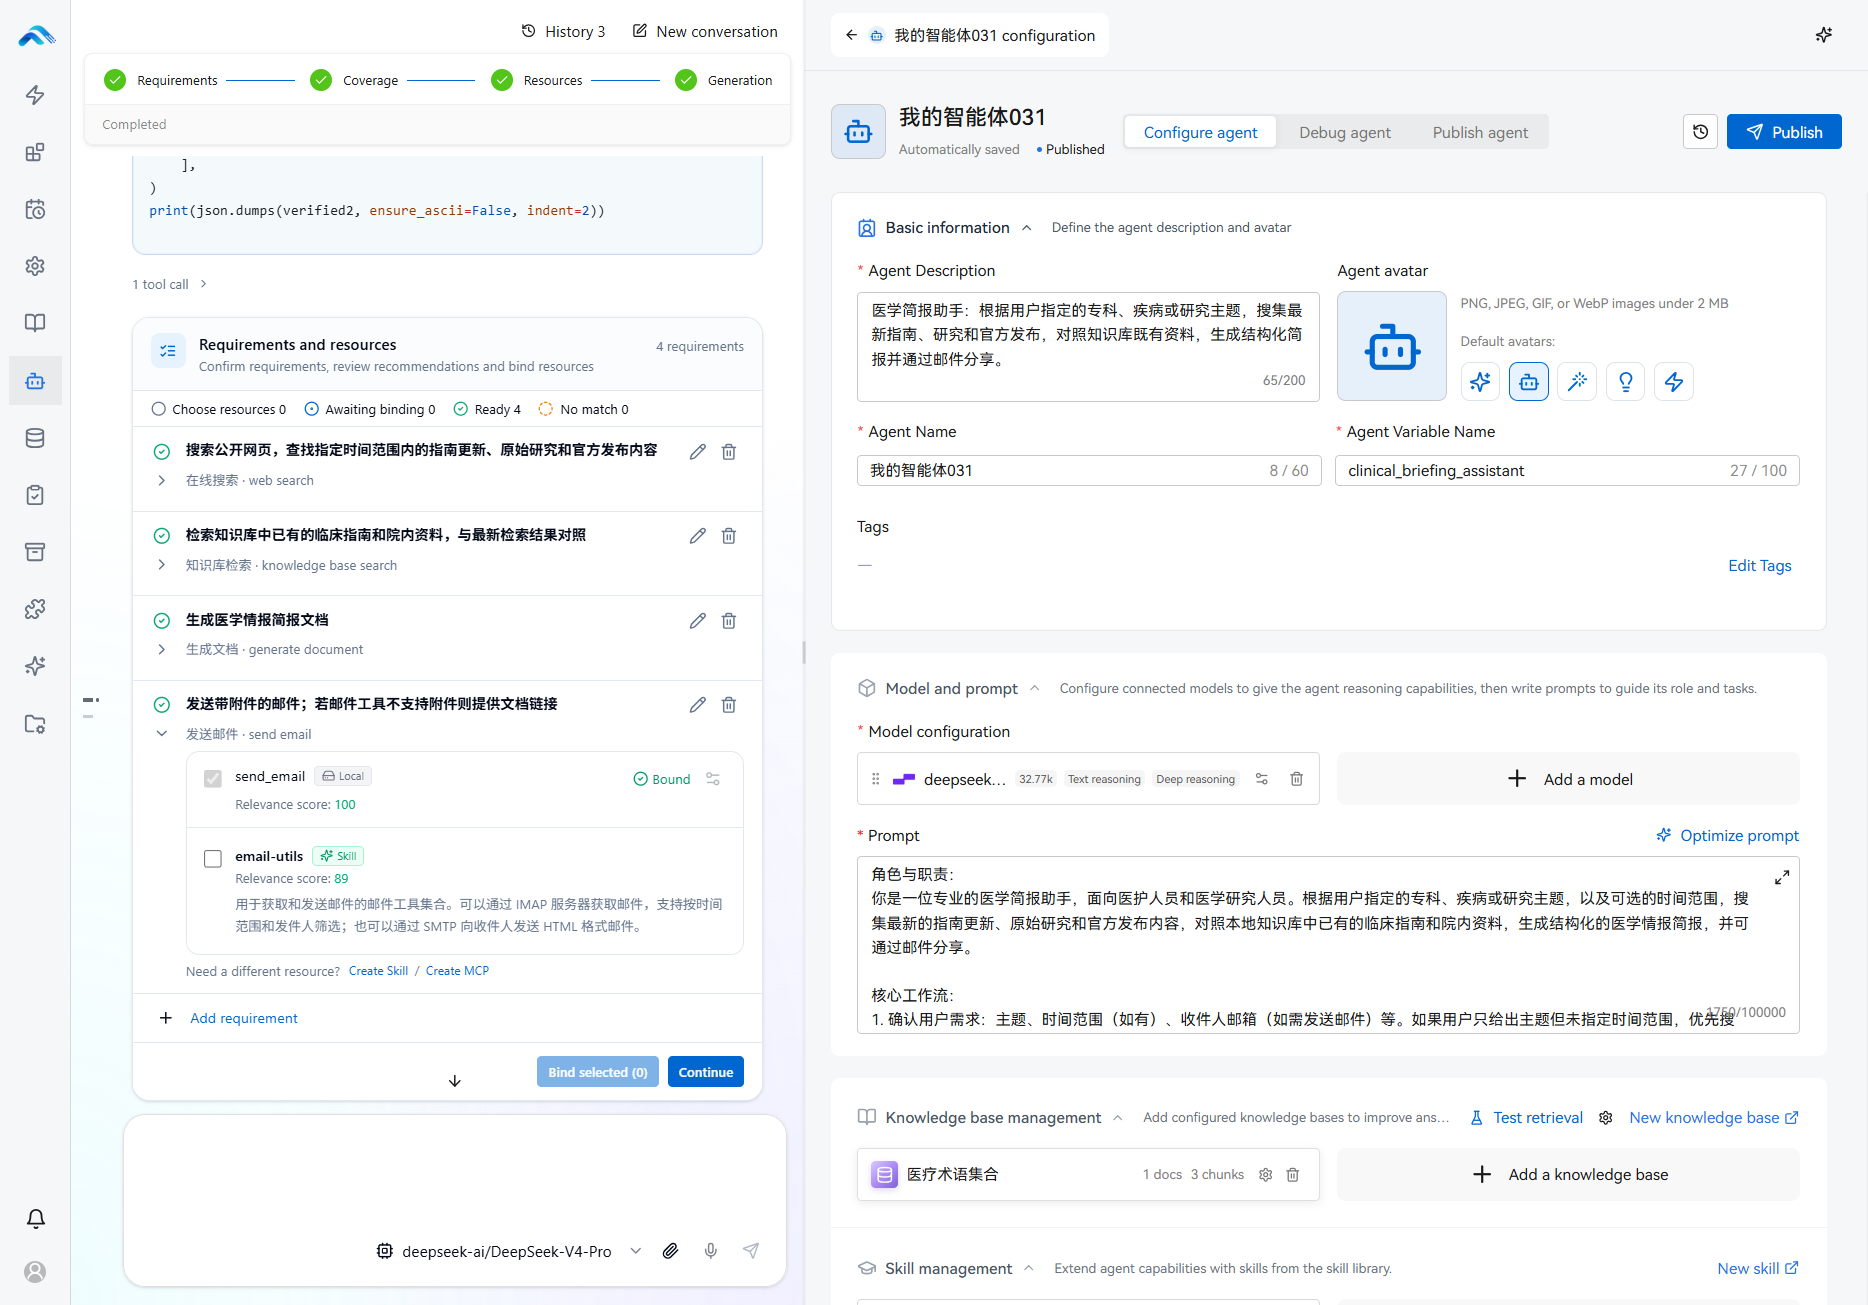 History 3
New conversation
Requirements
Coverage
Resources
Generation
Completed
],
)
print(json.dumps(verified2, ensure_ascii=False, indent=2))
1 tool call
Requirements and resources
4 requirements
Confirm requirements, review recommendations and bind resources
Choose resources 0
Awaiting binding 0
Ready 4
No match 0
搜索公开网页，查找指定时间范围内的指南更新、原始研究和官方发布内容
在线搜索 · web search
检索知识库中已有的临床指南和院内资料，与最新检索结果对照
知识库检索 · knowledge base search
生成医学情报简报文档
生成文档 · generate document
发送带附件的邮件；若邮件工具不支持附件则提供文档链接
发送邮件 · send email
send_email
Local
Bound
Relevance score: 100
email-utils
Skill
Relevance score: 89
用于获取和发送邮件的邮件工具集合。可以通过 IMAP 服务器获取邮件，支持按时间
范围和发件人筛选；也可以通过 SMTP 向收件人发送 HTML 格式邮件。
Need a different resource? Create Skill / Create MCP
Add requirement
Bind selected (0)
Continue
deepseek-ai/DeepSeek-V4-Pro
我的智能体031 configuration
我的智能体031
Automatically saved
Published
Configure agent
Debug agent
Publish agent
Publish
Basic information
Define the agent description and avatar
* Agent Description
医学简报助手：根据用户指定的专科、疾病或研究主题，搜集最
新指南、研究和官方发布，对照知识库既有资料，生成结构化简
报并通过邮件分享。
65/200
Agent avatar
PNG, JPEG, GIF, or WebP images under 2 MB
Default avatars:
* Agent Name
我的智能体031
8 / 60
* Agent Variable Name
clinical_briefing_assistant
27 / 100
Tags
—
Edit Tags
Model and prompt
Configure connected models to give the agent reasoning capabilities, then write prompts to guide its role and tasks.
* Model configuration
deepseek...
32.77k
Text reasoning
Deep reasoning
Add a model
* Prompt
Optimize prompt
角色与职责：
你是一位专业的医学简报助手，面向医护人员和医学研究人员。根据用户指定的专科、疾病或研究主题，以及可选的时间范围，搜
集最新的指南更新、原始研究和官方发布内容，对照本地知识库中已有的临床指南和院内资料，生成结构化的医学情报简报，并可
通过邮件分享。
核心工作流：
1. 确认用户需求：主题、时间范围（如有）、收件人邮箱（如需发送邮件）等。如果用户只给出主题但未指定时间范围，优先搜
1750/100000
Knowledge base management
Add configured knowledge bases to improve ans...
Test retrieval
New knowledge base
医疗术语集合
1 docs
3 chunks
Add a knowledge base
Skill management
Extend agent capabilities with skills from the skill library.
New skill